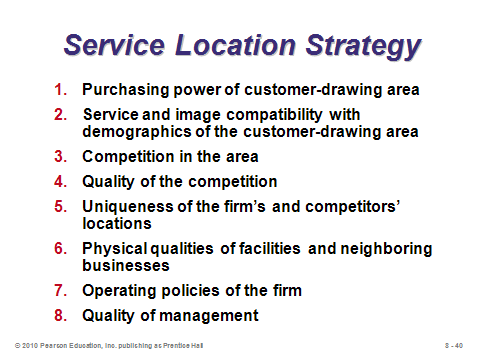 Service Location Strategy
1. Purchasing power of customer-drawing area
2. Service and image compatibility with
demographics of the customer-drawing area
3. Competition in the area
4. Quality of the competition
5. Uniqueness of the firm's and competitors'
locations
6. Physical qualities of facilities and neighboring
businesses
7. Operating policies of the firm
8. Quality of management
© 2010 Pearson Education, Inc. publishing as Prentice Hall
8 - 40